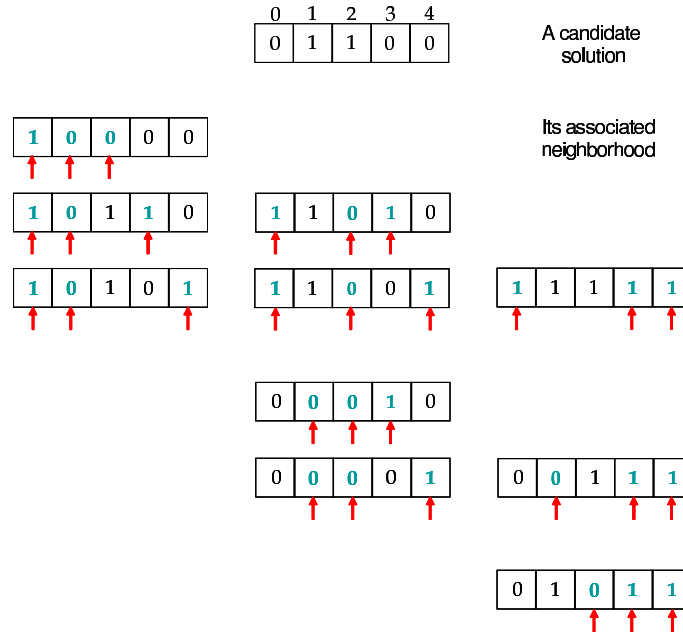 0 1 2 3 4
0 1 1 0 0
A candidate
solution
1 0 0 0 0
Its associated
neighborhood
1 0 1 1 0
1 1 0 1 0
1 0 1 0 1
1 1 0 0 1
1 1 1 1 1
0 0 0 1 0
0 0 0 0 1
0 0 1 1 1
0 1 0 1 1